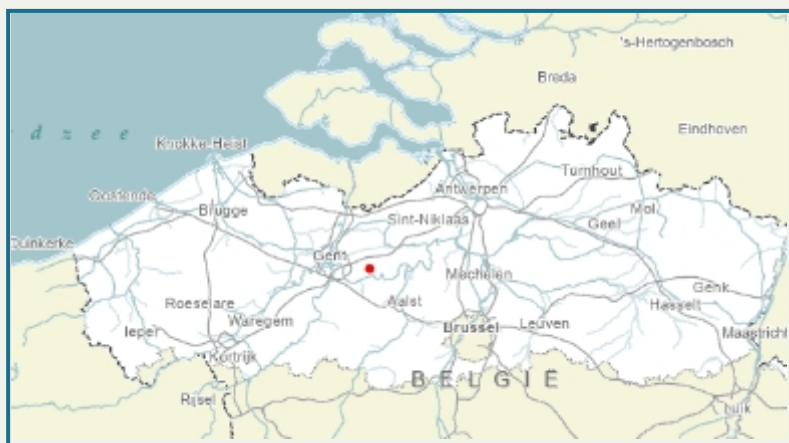 's-Hertogenbosch
Breda
Eindhoven
dzee
Knokke-Heist
Turnhout
Antwerpen
Oostende
Brugge
Sint-Niklaas
Mol
Geel
Duinkerke
Gent
Mechelen
Genk
Roeselare
Aalst
Hasselt
Waregem
Brussel
Leuven
Ieper
Maastricht
Kortrijk
BELGIË
Rijsel
Luik